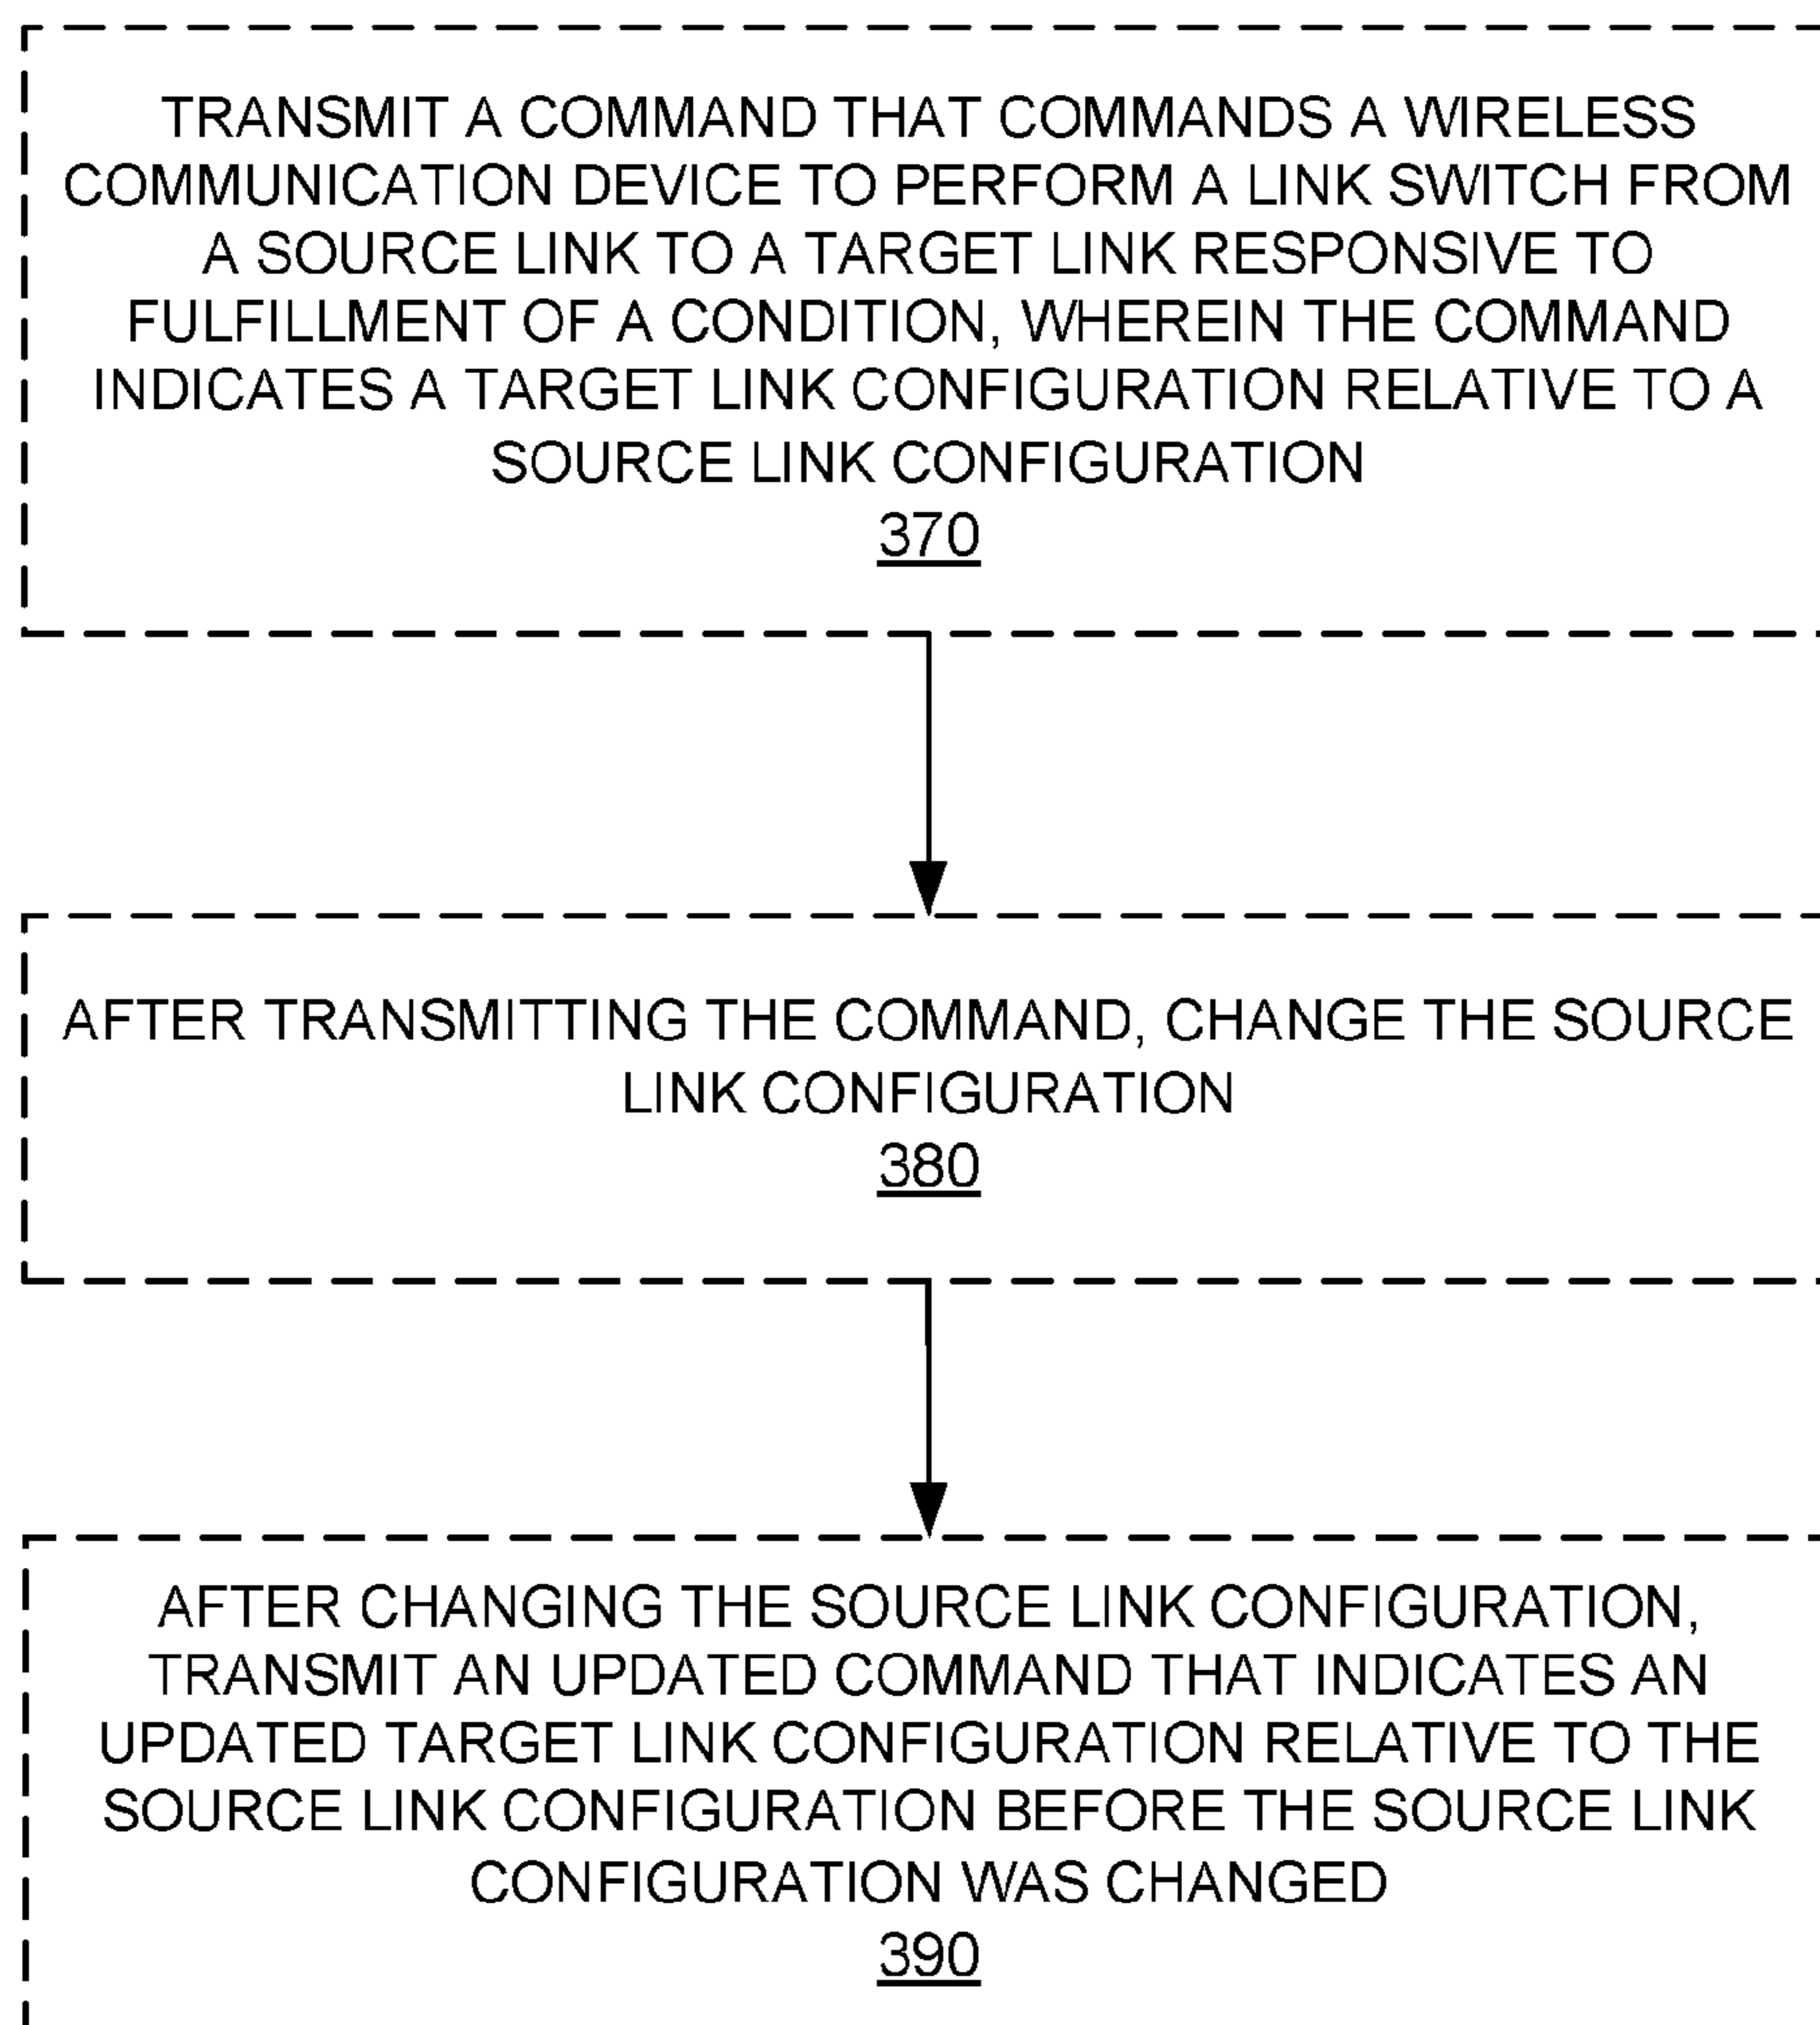 TRANSMIT A COMMAND THAT COMMANDS A WIRELESS
COMMUNICATION DEVICE TO PERFORM A LINK SWITCH FROM
A SOURCE LINK TO A TARGET LINK RESPONSIVE TO
FULFILLMENT OF A CONDITION, WHEREIN THE COMMAND
INDICATES A TARGET LINK CONFIGURATION RELATIVE TO A
SOURCE LINK CONFIGURATION
370
AFTER TRANSMITTING THE COMMAND, CHANGE THE SOURCE
LINK CONFIGURATION
380
AFTER CHANGING THE SOURCE LINK CONFIGURATION,
TRANSMIT AN UPDATED COMMAND THAT INDICATES AN
UPDATED TARGET LINK CONFIGURATION RELATIVE TO THE
SOURCE LINK CONFIGURATION BEFORE THE SOURCE LINK
CONFIGURATION WAS CHANGED
390